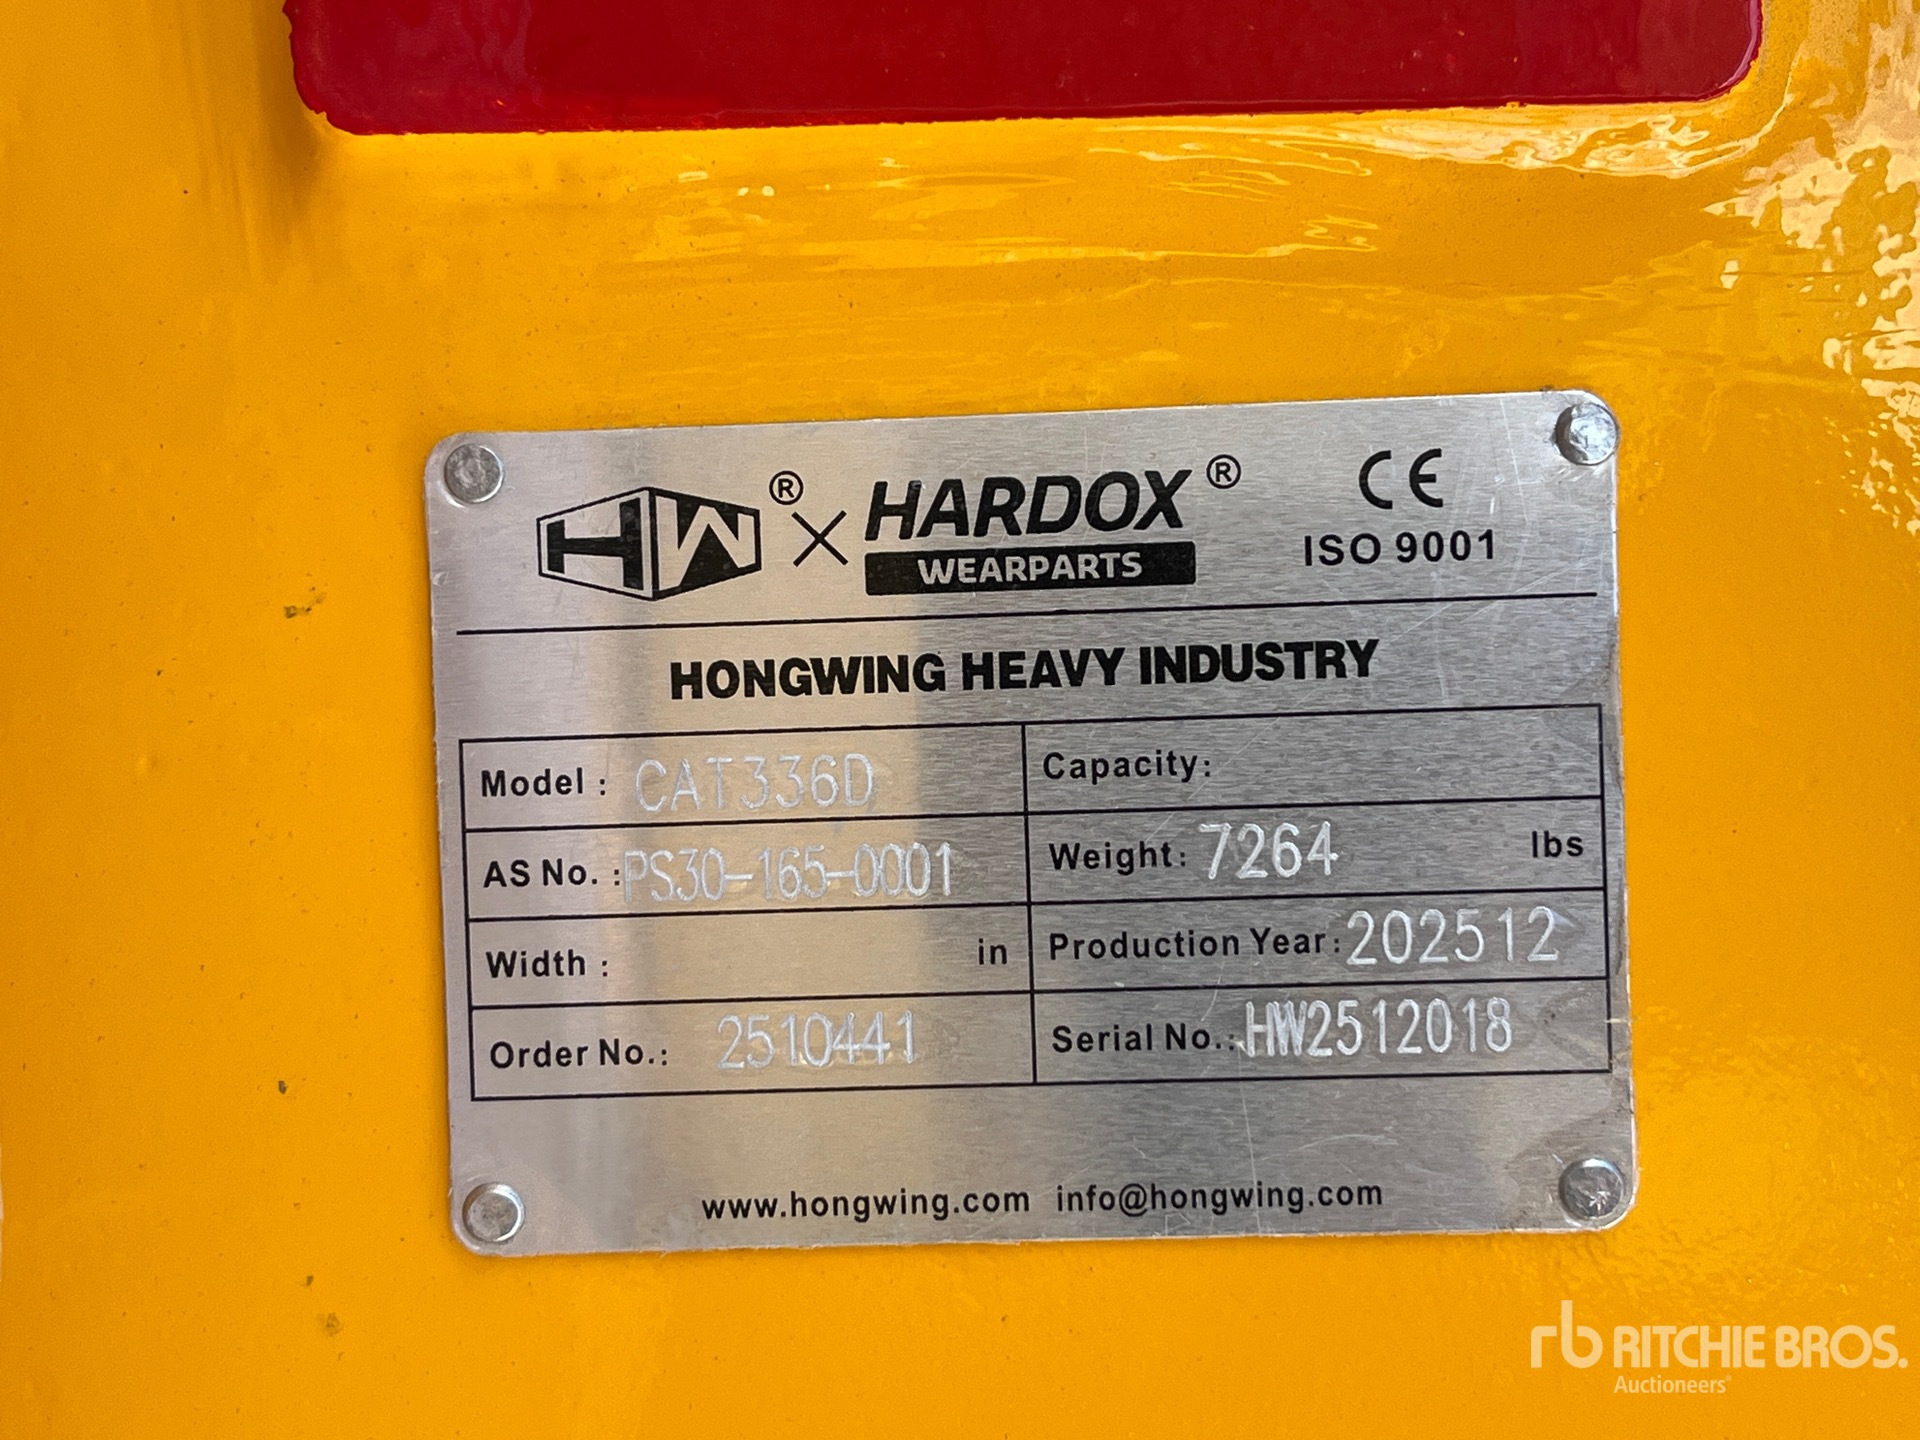 HW® × HARDOX® CE
WEARPARTS ISO 9001
HONGWING HEAVY INDUSTRY
Model : CAT336D Capacity:
AS No. : PS30-165-0001 Weight: 7264 lbs
Width : in Production Year: 202512
Order No.: 2510441 Serial No.: HW2512018
www.hongwing.com info@hongwing.com
rb RITCHIE BROS.
Auctioneers